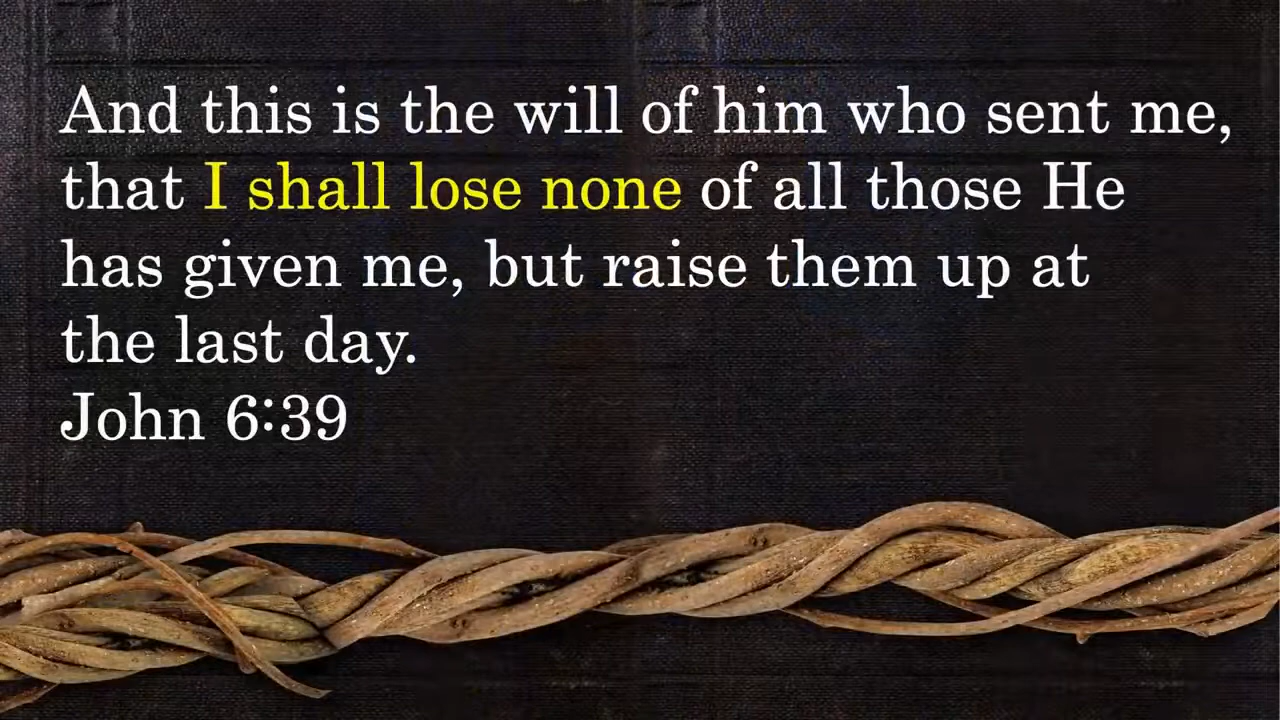 And this is the will of him who sent me,
that I shall lose none of all those He
has given me, but raise them up at
the last day.
John 6:39